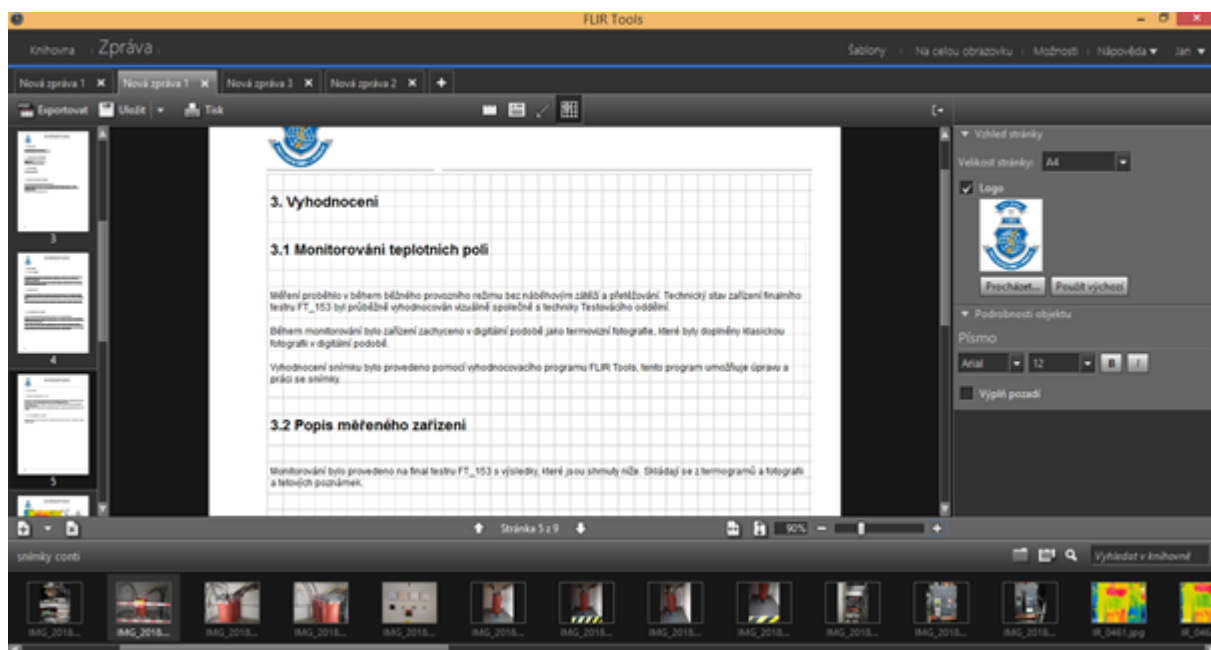 FLIR Tools
Knihovna Zpráva
Šablony Na celou obrazovku Možnosti Nápověda Jan
Nová zpráva 1 Nová zpráva 1 Nová zpráva 3 Nová zpráva 2
Exportovat Uložit Tisk
3
4
5
3. Vyhodnocení
3.1 Monitorování teplotních polí
Měření proběhlo v během běžného provozního režimu bez náběhovým zátěží a přetěžování. Technický stav zařízení finalního
testru FT_153 byl průběžně vyhodnocován vizuálně společně s techniky Testovacího oddělní.
Během monitorování bylo zařízení zachyceno v digitální podobě jako termovizní fotografie, které byly doplněny klasickou
fotografií v digitální podobě.
Vyhodnocení snímku bylo provedeno pomocí vyhodnocovacího programu FLIR Tools, tento program umožňuje úpravu a
práci se snímky.
3.2 Popis měřeného zařízení
Monitorování bylo provedeno na final testru FT_153 s výsledky, které jsou shrnuty níže. Skládají se z termogramů a fotografií
a textových poznámek.
Vzhled stránky
Velikost stránky: A4
Logo
Procházet... Použít výchozí
Podrobnosti objektu
Písmo
Arial 12 B I
Výplň pozadí
Stránka 5 z 9
90%
snímky conti
Vyhledat v knihovně
IMG_2018... IMG_2018... IMG_2018... IMG_2018... IMG_2018... IMG_2018... IMG_2018... IMG_2018... IMG_2018... IMG_2018... IMG_2018... IMG_2018... IR_0461.jpg IR_046